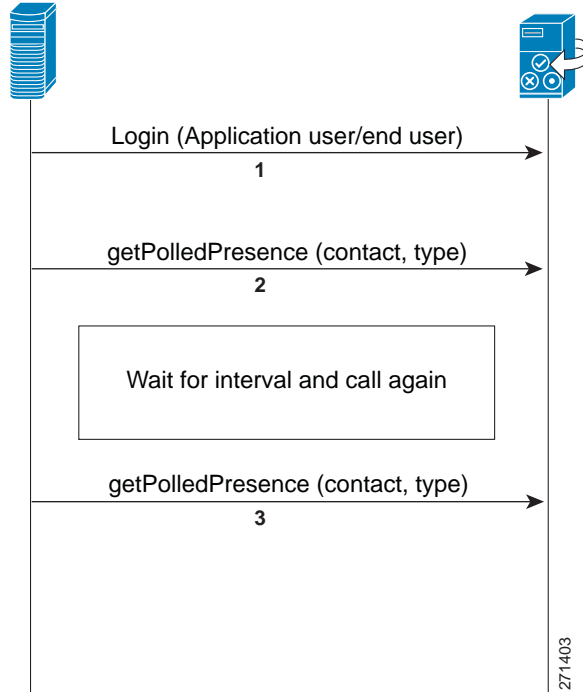 Login (Application user/end user)
1
getPolledPresence (contact, type)
2
Wait for interval and call again
getPolledPresence (contact, type)
3
271403